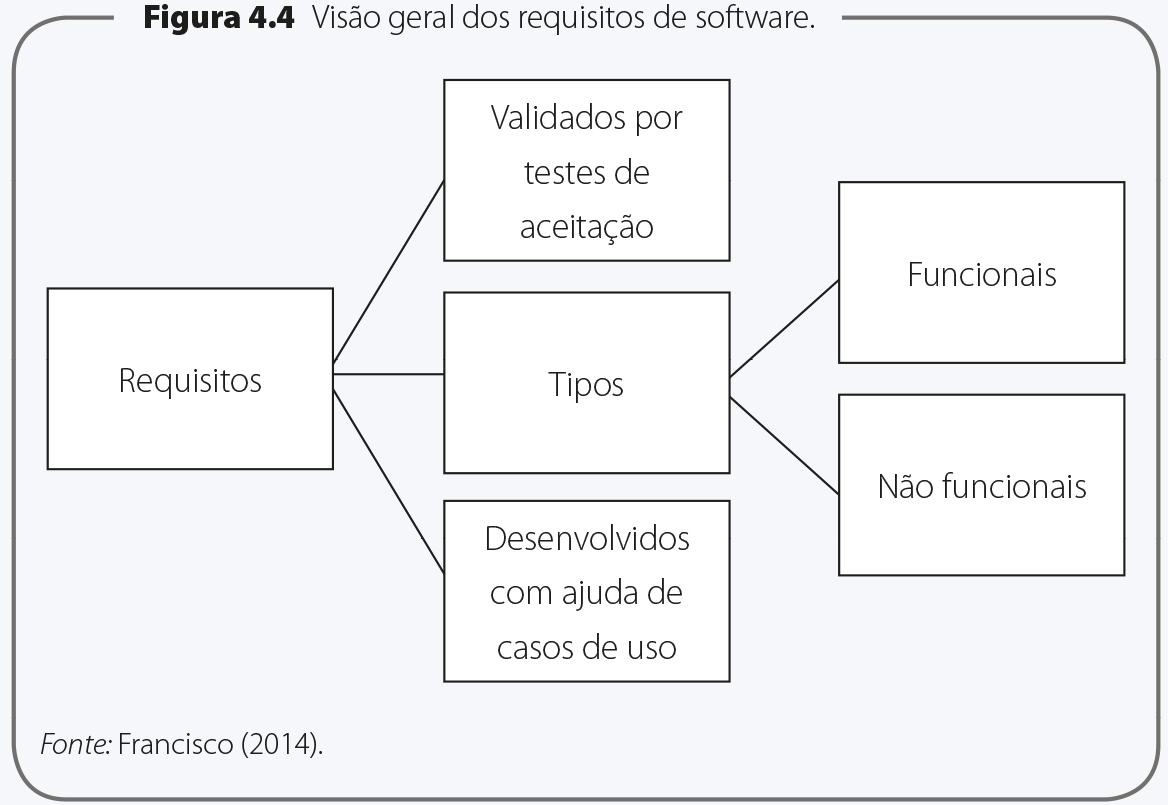 Figura 4.4 Visão geral dos requisitos de software.
Validados por
testes de
aceitação
Requisitos
Tipos
Desenvolvidos
com ajuda de
casos de uso
Funcionais
Não funcionais
Fonte: Francisco (2014).